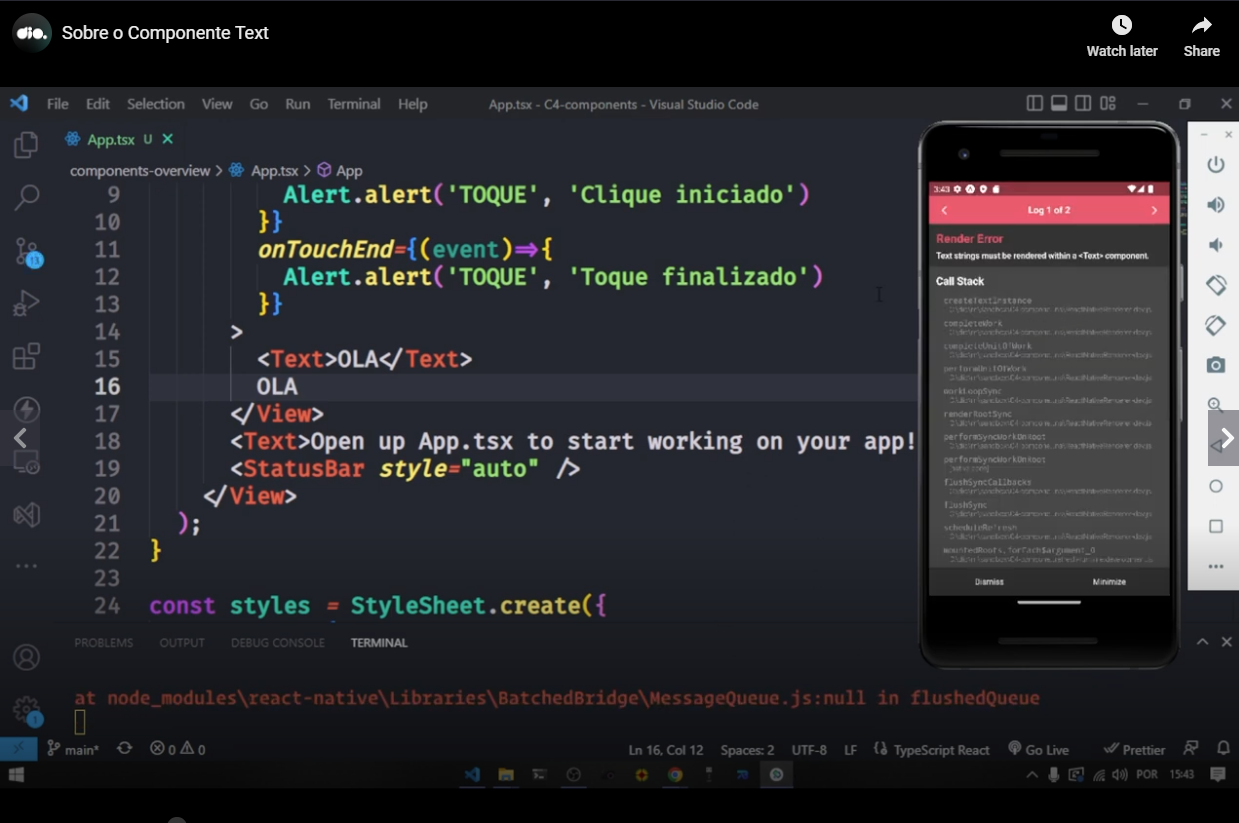 dio.
Sobre o Componente Text
Watch later
Share
File Edit Selection View Go Run Terminal Help
App.tsx - C4-components - Visual Studio Code
App.tsx U
components-overview > App.tsx > App
9 Alert.alert('TOQUE', 'Clique iniciado')
10 }}
11 onTouchEnd={(event)=>{
12 Alert.alert('TOQUE', 'Toque finalizado')
13 }}
14 >
15 <Text>OLA</Text>
16 OLA
17 </View>
18 <Text>Open up App.tsx to start working on your app!
19 <StatusBar style="auto" />
20 </View>
21 );
22 }
23
24 const styles = StyleSheet.create({
3:43
Log 1 of 2
Render Error
Text strings must be rendered within a <Text> component.
Call Stack
createTextInstance
completeWork
completeUnitOfWork
performUnitOfWork
workLoopSync
renderRootSync
performSyncWorkOnRoot
performSyncWorkOnRoot
flushSyncCallbacks
flushSync
scheduleRefresh
mountedRoots.forEach$argument_0
Dismiss
Minimize
PROBLEMS OUTPUT DEBUG CONSOLE TERMINAL
at node_modules\react-native\Libraries\BatchedBridge\MessageQueue.js:null in flushedQueue
13
1
main* 0 0
Ln 16, Col 12 Spaces: 2 UTF-8 LF TypeScript React Go Live Prettier
POR 15:43